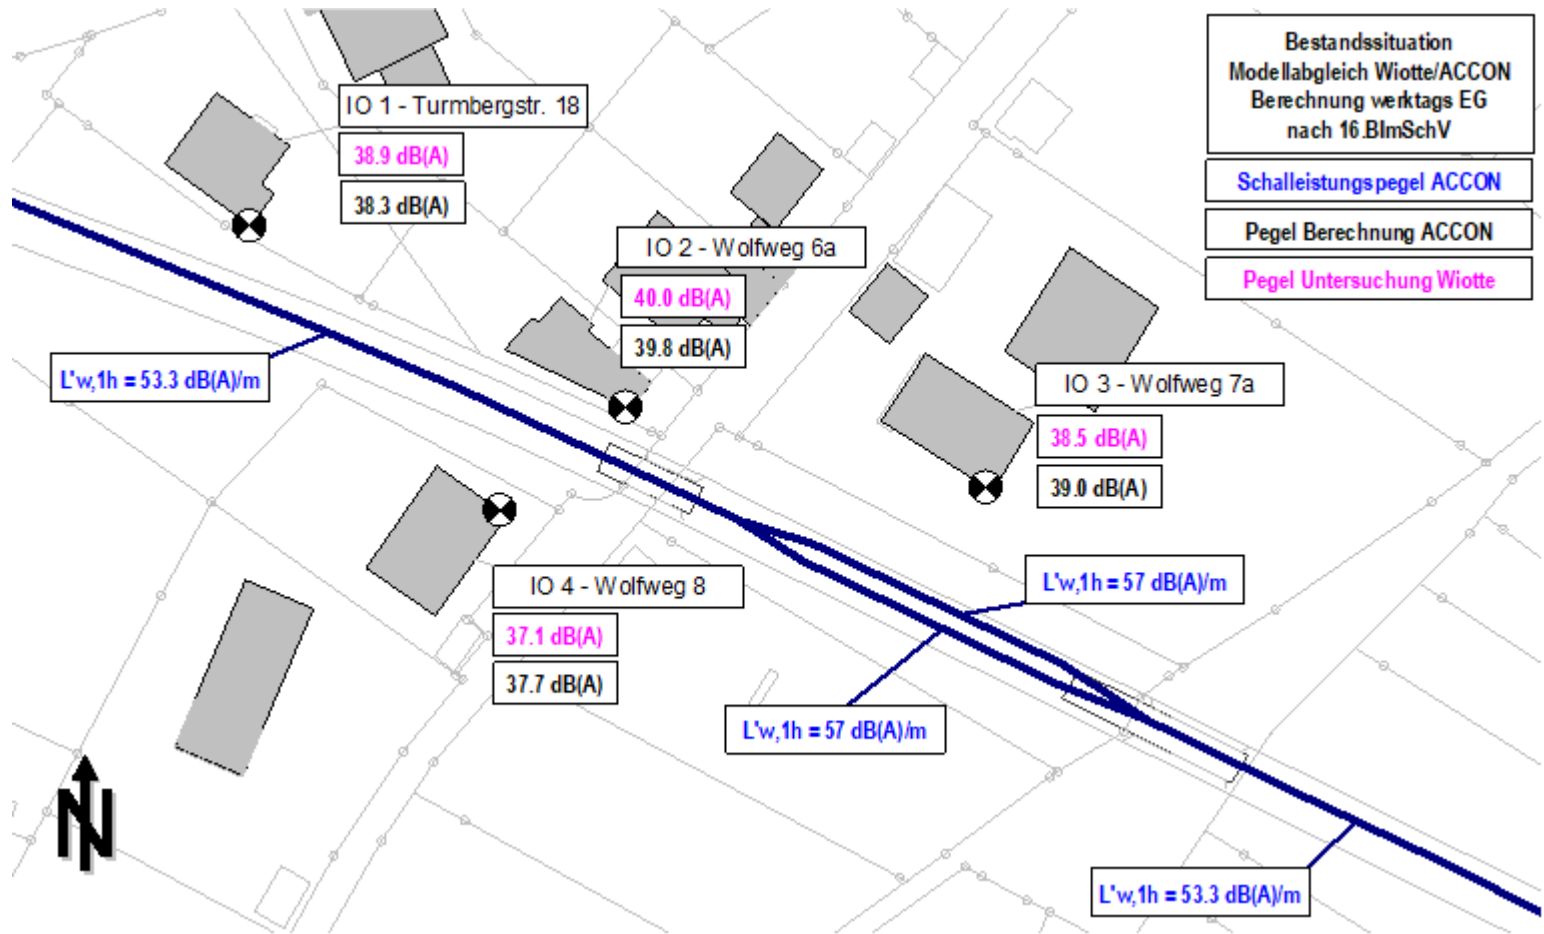 Bestandssituation
Modellabgleich Wiotte/ACCON
Berechnung werktags EG
nach 16.BImSchV
Schalleistungspegel ACCON
Pegel Berechnung ACCON
Pegel Untersuchung Wiotte
IO 1 - Turmbergstr. 18
38.9 dB(A)
38.3 dB(A)
IO 2 - Wolfweg 6a
40.0 dB(A)
39.8 dB(A)
L'w,1h = 53.3 dB(A)/m
IO 3 - Wolfweg 7a
38.5 dB(A)
39.0 dB(A)
IO 4 - Wolfweg 8
37.1 dB(A)
37.7 dB(A)
L'w,1h = 57 dB(A)/m
L'w,1h = 57 dB(A)/m
L'w,1h = 53.3 dB(A)/m
N